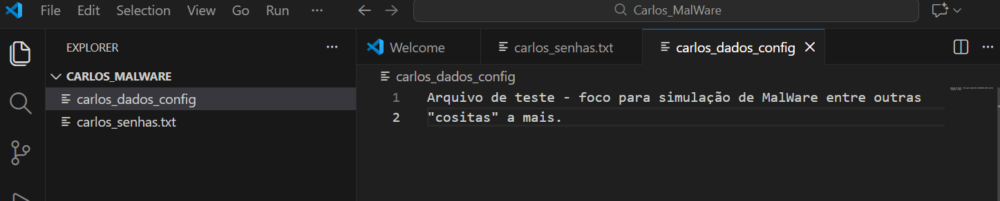 File Edit Selection View Go Run ...
Carlos_MalWare
EXPLORER ...
CARLOS_MALWARE
carlos_dados_config
carlos_senhas.txt
Welcome carlos_senhas.txt carlos_dados_config ...
carlos_dados_config
1 Arquivo de teste - foco para simulação de MalWare entre outras
2 "cositas" a mais.